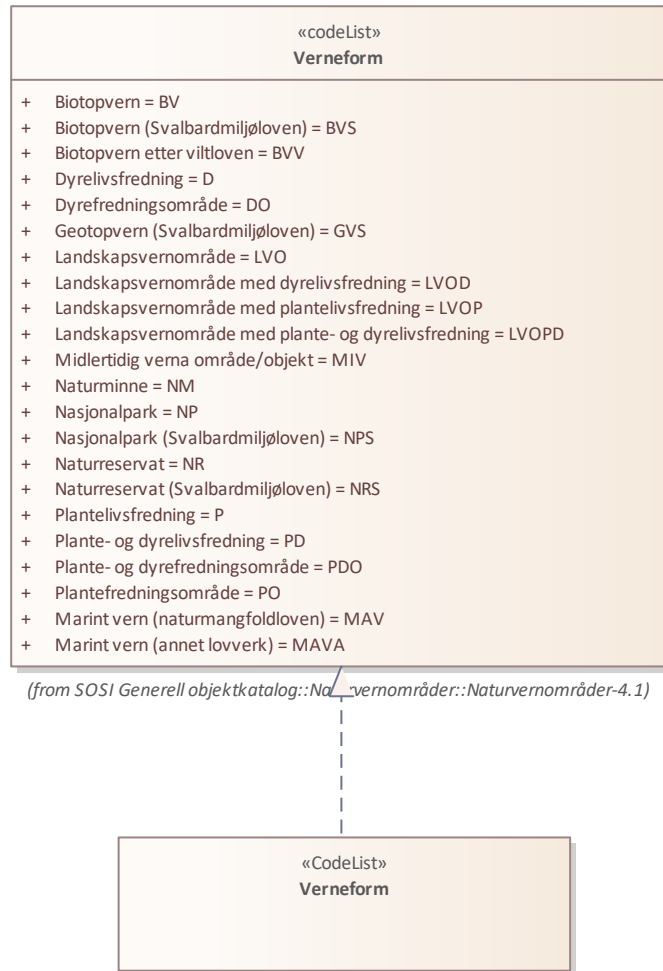 «codeList»
Verneform
+ Biotopvern = BV
+ Biotopvern (Svalbardmiljøloven) = BVS
+ Biotopvern etter viltloven = BVV
+ Dyrelivsfredning = D
+ Dyrefredningsområde = DO
+ Geotopvern (Svalbardmiljøloven) = GVS
+ Landskapsvernområde = LVO
+ Landskapsvernområde med dyrelivsfredning = LVOD
+ Landskapsvernområde med plantelivsfredning = LVOP
+ Landskapsvernområde med plante- og dyrelivsfredning = LVOPD
+ Midlertidig verna område/objekt = MIV
+ Naturminne = NM
+ Nasjonalpark = NP
+ Nasjonalpark (Svalbardmiljøloven) = NPS
+ Naturreservat = NR
+ Naturreservat (Svalbardmiljøloven) = NRS
+ Plantelivsfredning = P
+ Plante- og dyrelivsfredning = PD
+ Plante- og dyrefredningsområde = PDO
+ Plantefredningsområde = PO
+ Marint vern (naturmangfoldloven) = MAV
+ Marint vern (annet lovverk) = MAVA
(from SOSI Generell objektkatalog::Naturvernområder::Naturvernområder-4.1)
«CodeList»
Verneform